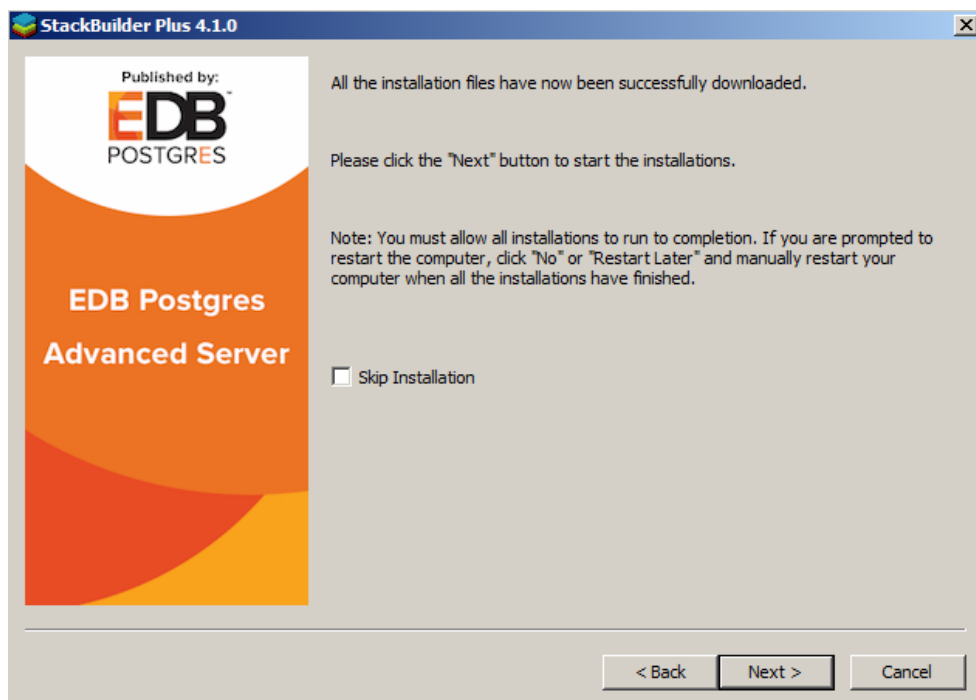 StackBuilder Plus 4.1.0
Published by:
EDB™
POSTGRES
EDB Postgres
Advanced Server
All the installation files have now been successfully downloaded.
Please click the "Next" button to start the installations.
Note: You must allow all installations to run to completion. If you are prompted to
restart the computer, click "No" or "Restart Later" and manually restart your
computer when all the installations have finished.
Skip Installation
< Back
Next >
Cancel